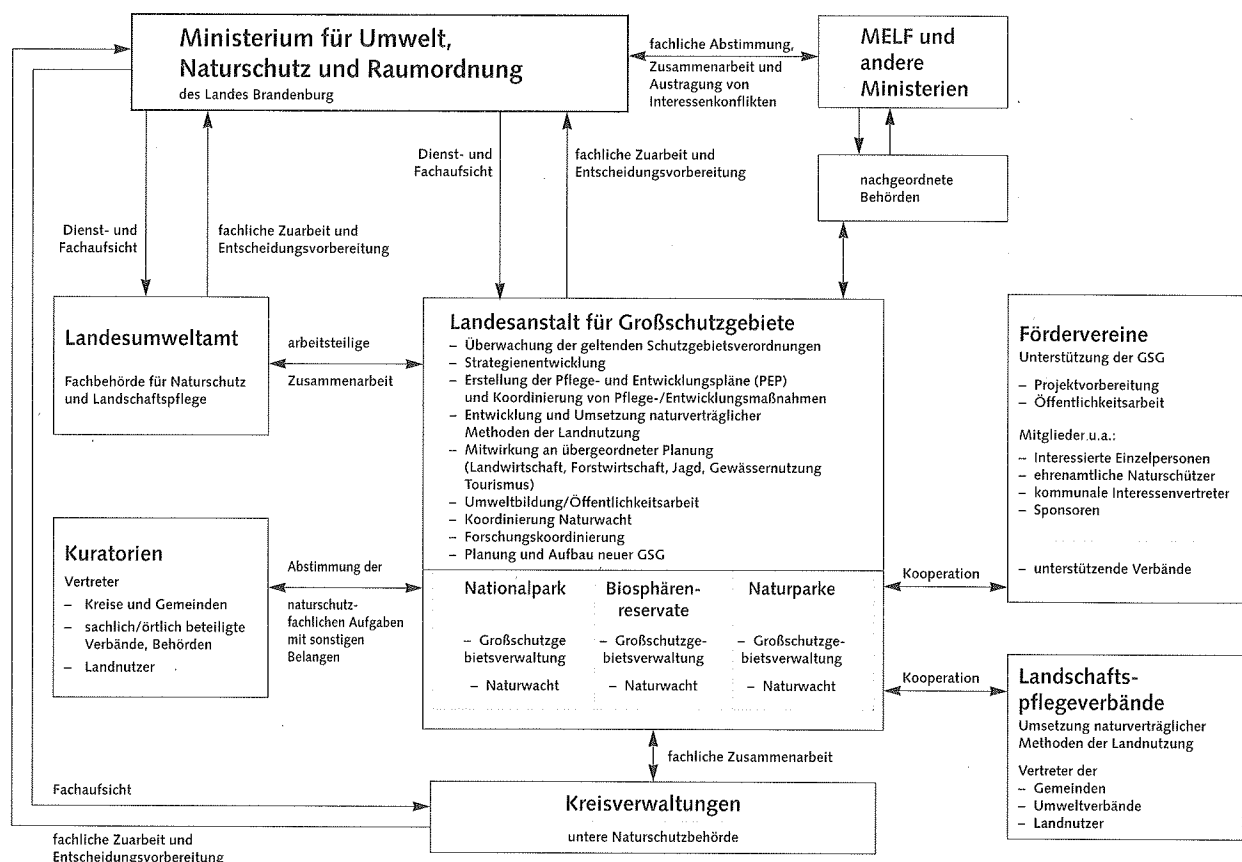 Ministerium für Umwelt,
Naturschutz und Raumordnung
des Landes Brandenburg
fachliche Abstimmung,
Zusammenarbeit und
Austragung von
Interessenkonflikten
MELF und
andere
Ministerien
Dienst- und
Fachaufsicht
fachliche Zuarbeit und
Entscheidungsvorbereitung
nachgeordnete
Behörden
Dienst- und
Fachaufsicht
fachliche Zuarbeit und
Entscheidungsvorbereitung
Landesumweltamt
Fachbehörde für Naturschutz
und Landschaftspflege
arbeitsteilige
Zusammenarbeit
Landesanstalt für Großschutzgebiete
– Überwachung der geltenden Schutzgebietsverordnungen
– Strategienentwicklung
– Erstellung der Pflege- und Entwicklungspläne (PEP)
und Koordinierung von Pflege-/Entwicklungsmaßnahmen
– Entwicklung und Umsetzung naturverträglicher
Methoden der Landnutzung
– Mitwirkung an übergeordneter Planung
(Landwirtschaft, Forstwirtschaft, Jagd, Gewässernutzung
Tourismus)
– Umweltbildung/Öffentlichkeitsarbeit
– Koordinierung Naturwacht
– Forschungskoordinierung
– Planung und Aufbau neuer GSG
Fördervereine
Unterstützung der GSG
– Projektvorbereitung
– Öffentlichkeitsarbeit
Mitglieder u.a.:
– Interessierte Einzelpersonen
– ehrenamtliche Naturschützer
– kommunale Interessenvertreter
– Sponsoren
– unterstützende Verbände
Kuratorien
Vertreter
– Kreise und Gemeinden
– sachlich/örtlich beteiligte
Verbände, Behörden
– Landnutzer
Abstimmung der
naturschutz-
fachlichen Aufgaben
mit sonstigen
Belangen
Nationalpark
– Großschutzge
bietsverwaltung
– Naturwacht
Biosphären-
reservate
– Großschutzge-
bietsverwaltung
– Naturwacht
Naturparke
– Großschutzge-
bietsverwaltung
– Naturwacht
Kooperation
Kooperation
Landschafts-
pflegeverbände
Umsetzung naturverträglicher
Methoden der Landnutzung
Vertreter der
– Gemeinden
– Umweltverbände
– Landnutzer
fachliche Zusammenarbeit
Fachaufsicht
Kreisverwaltungen
untere Naturschutzbehörde
fachliche Zuarbeit und
Entscheidungsvorbereitung